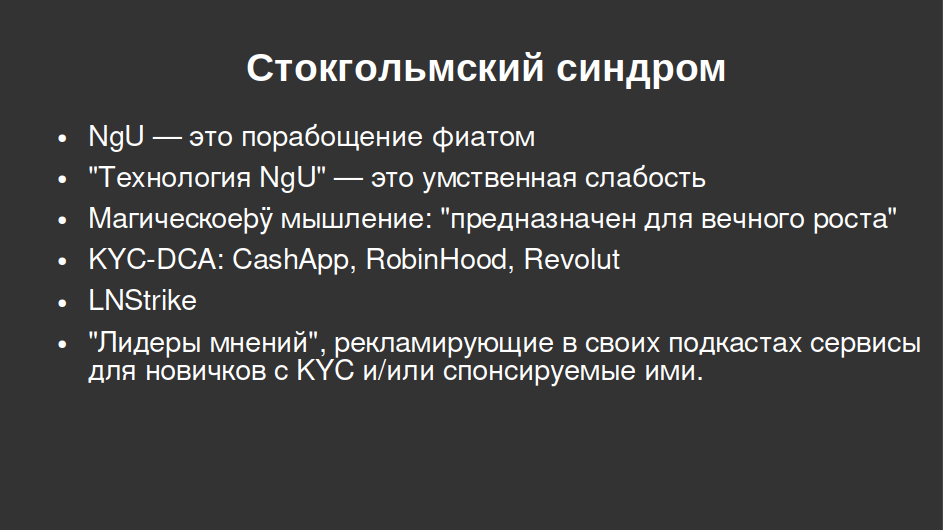 Стокгольмский синдром
• NgU — это порабощение фиатом
• "Технология NgU" — это умственная слабость
• Магическоеþÿ мышление: "предназначен для вечного роста"
• KYC-DCA: CashApp, RobinHood, Revolut
• LNStrike
• "Лидеры мнений", рекламирующие в своих подкастах сервисы
для новичков с KYC и/или спонсируемые ими.